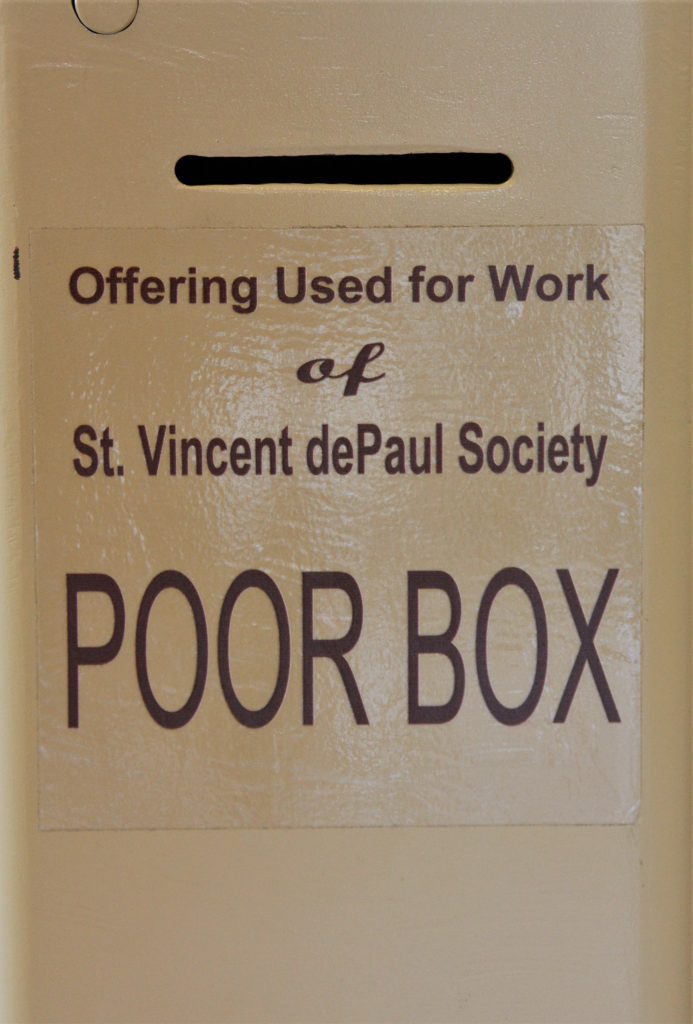 Offering Used for Work
of
St. Vincent dePaul Society
POOR BOX